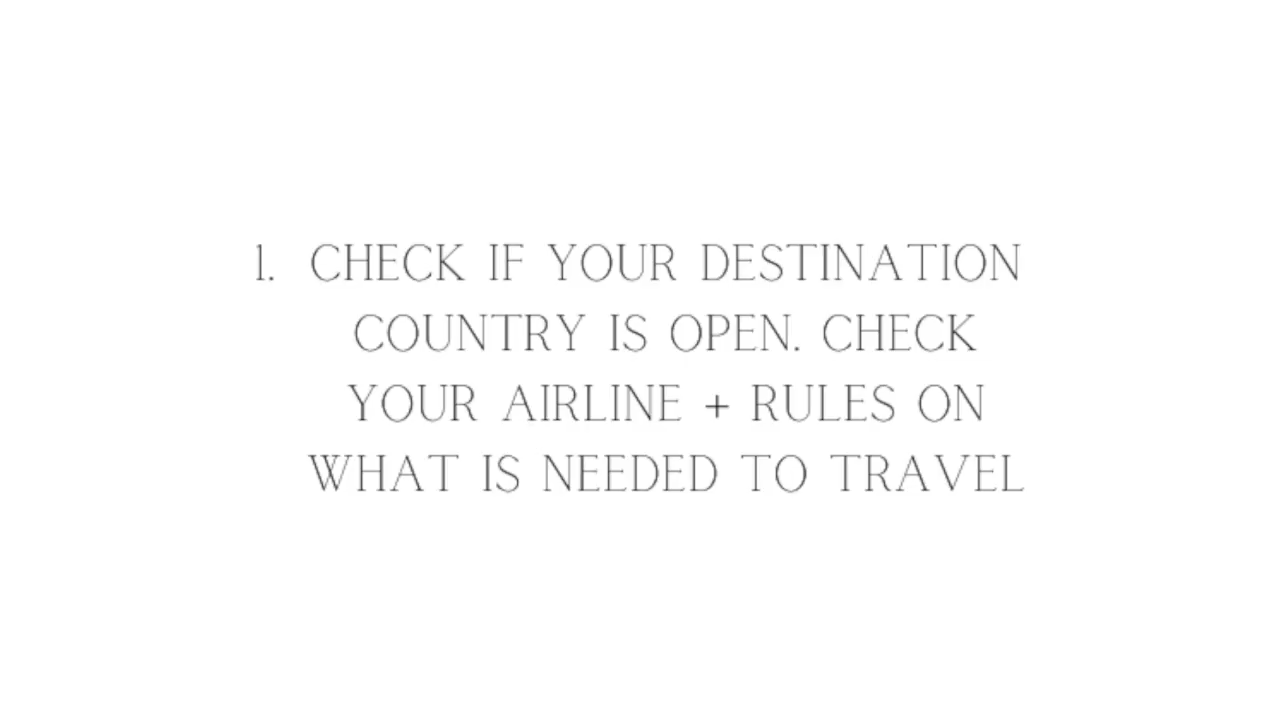 1. CHECK IF YOUR DESTINATION
COUNTRY IS OPEN. CHECK
YOUR AIRLINE + RULES ON
WHAT IS NEEDED TO TRAVEL